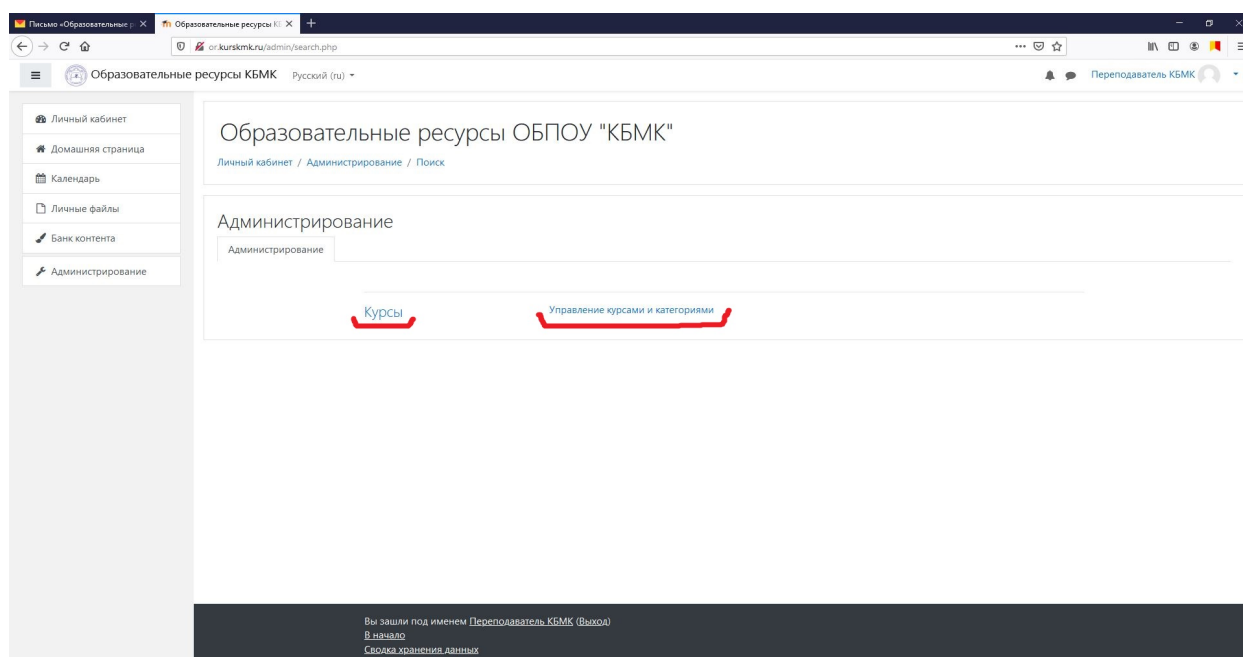 Письмо «Образовательные р
Образовательные ресурсы КБ
or.kurskmk.ru/admin/search.php
Образовательные ресурсы КБМК Русский (ru)
Переподаватель КБМК
Личный кабинет
Домашняя страница
Календарь
Личные файлы
Банк контента
Администрирование
Образовательные ресурсы ОБПОУ "КБМК"
Личный кабинет / Администрирование / Поиск
Администрирование
Администрирование
Курсы
Управление курсами и категориями
Вы зашли под именем Переподаватель КБМК (Выход)
В начало
Сводка хранения данных